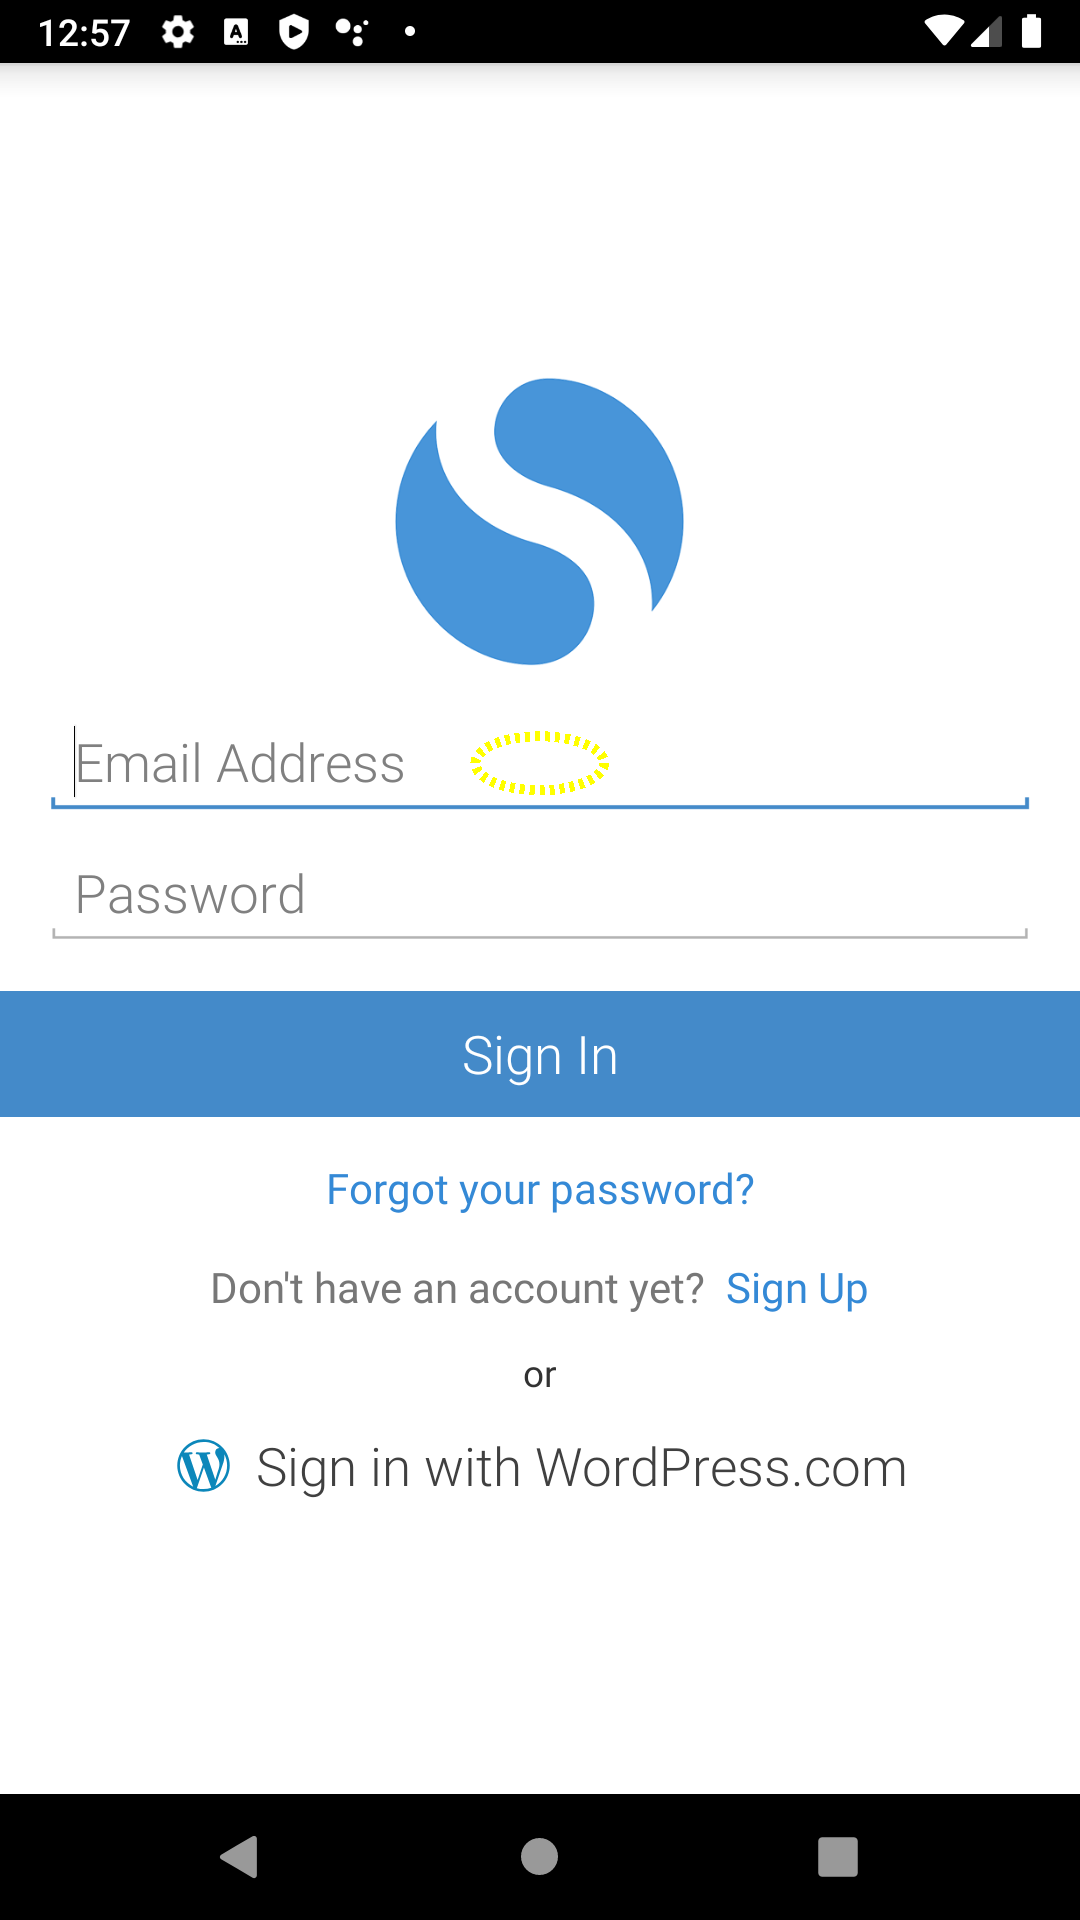 12:57
Email Address
Password
Sign In
Forgot your password?
Don't have an account yet? Sign Up
or
Sign in with WordPress.com